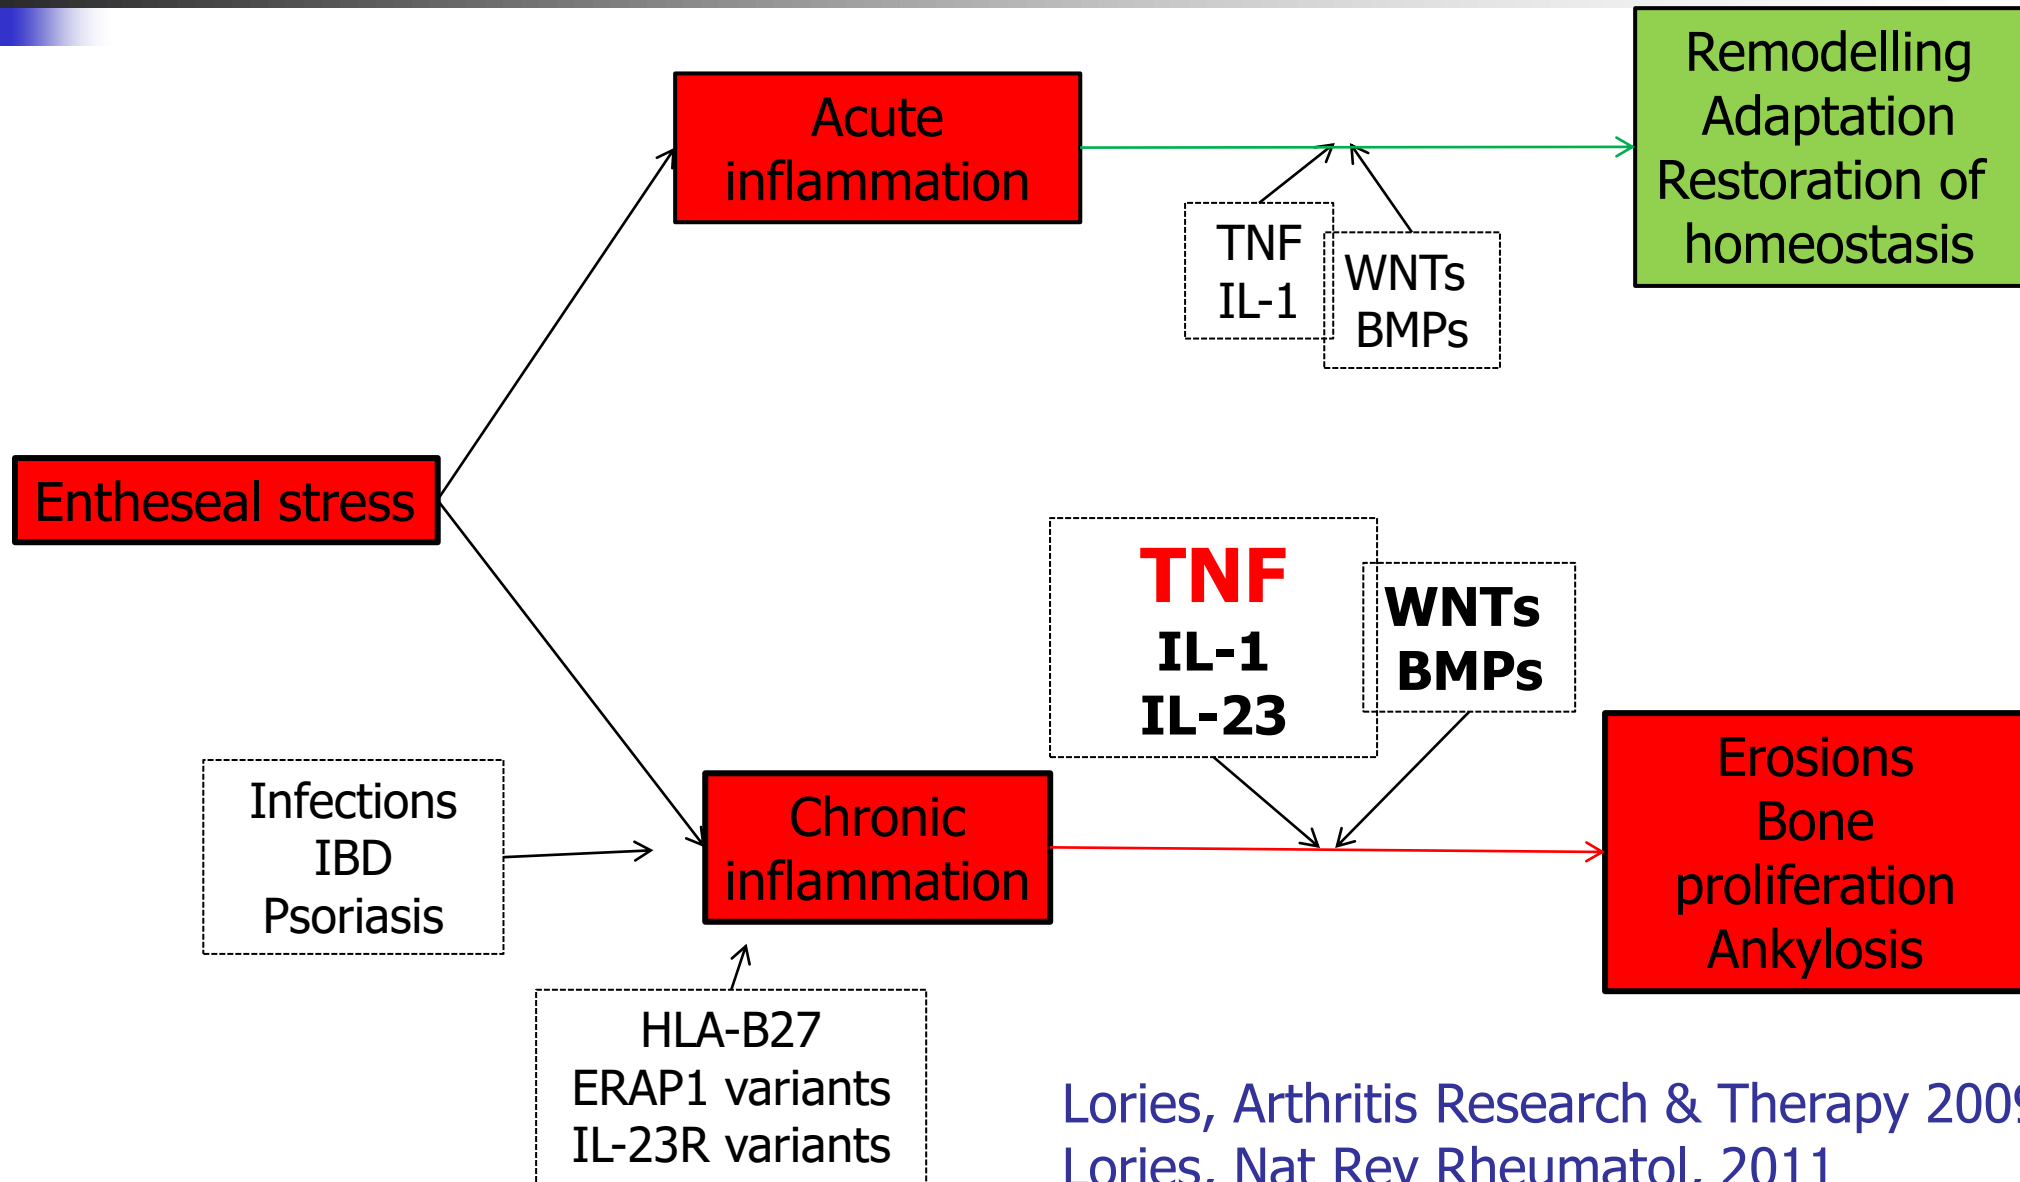 Remodelling
Adaptation
Restoration of
homeostasis
Acute
inflammation
TNF
IL-1
WNTs
BMPs
Entheseal stress
TNF
IL-1
IL-23
WNTs
BMPs
Infections
IBD
Psoriasis
Chronic
inflammation
Erosions
Bone
proliferation
Ankylosis
HLA-B27
ERAP1 variants
IL-23R variants
Lories, Arthritis Research & Therapy 2009
Lories, Nat Rev Rheumatol, 2011